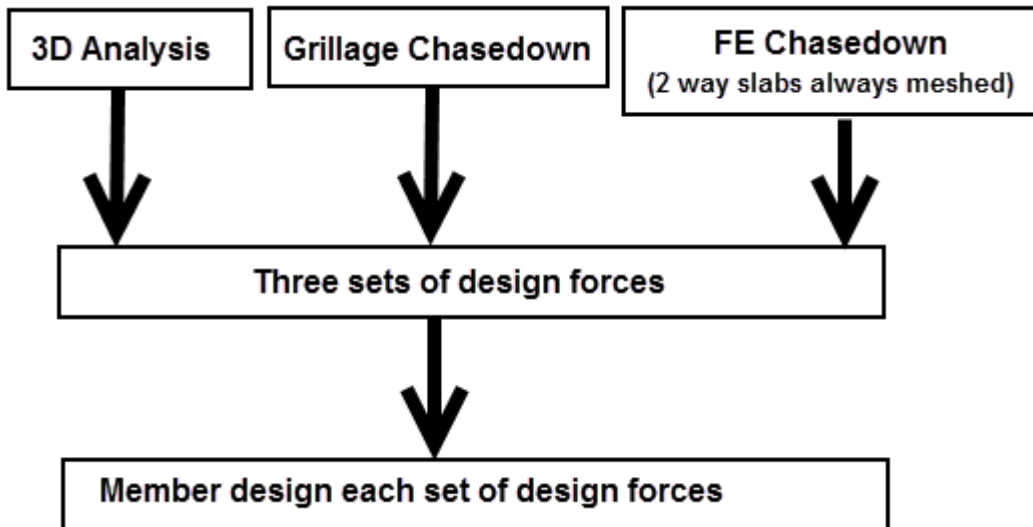 3D Analysis
Grillage Chasedown
FE Chasedown
(2 way slabs always meshed)
Three sets of design forces
Member design each set of design forces